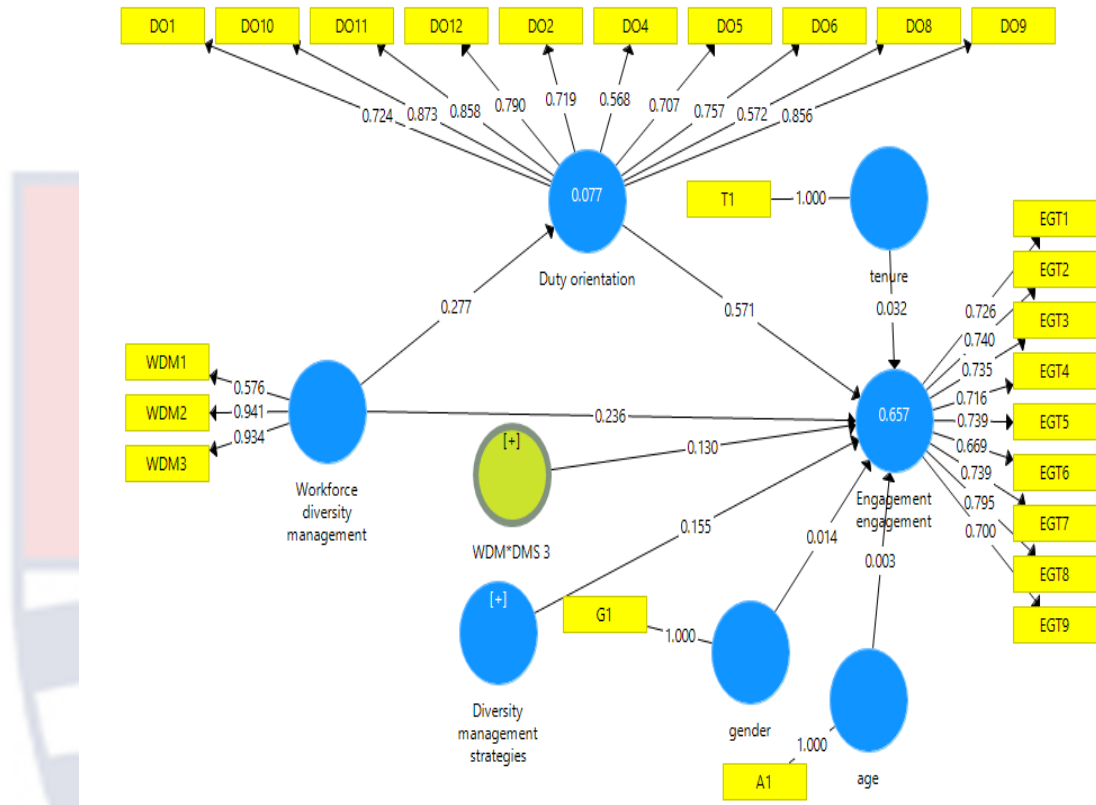 DO1 DO10 DO11 DO12 DO2 DO4 DO5 DO6 DO8 DO9
0.724 0.873 0.858 0.790 0.719 0.568 0.707 0.757 0.572 0.856
0.077
Duty orientation
T1
1.000
tenure
0.032
0.277
0.571
WDM1
WDM2
WDM3
0.576
0.941
0.934
Workforce
diversity
management
0.236
[+]
WDM*DMS 3
0.130
[+]
Diversity
management
strategies
0.155
G1
1.000
gender
0.014
A1
1.000
age
0.003
0.657
Engagement
engagement
0.726
0.740
0.735
0.716
0.739
0.669
0.739
0.795
0.700
EGT1
EGT2
EGT3
EGT4
EGT5
EGT6
EGT7
EGT8
EGT9